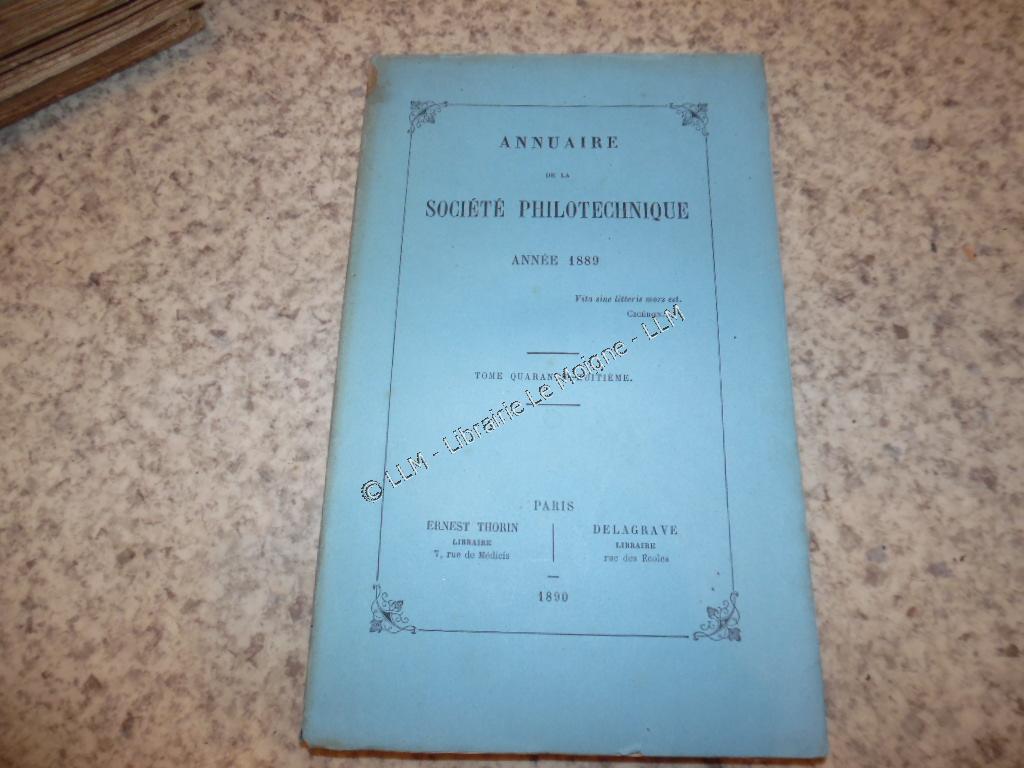 ANNUAIRE
DE LA
SOCIÉTÉ PHILOTECHNIQUE
ANNÉE 1889
Vita sine litteris mors est.
TOME
PARIS
ERNEST THORIN
LIBRAIRE
7, rue de Médicis
DELAGRAVE
LIBRAIRE
rue des Écoles
1890
© LLM - Librairie Le Moigne - LLM